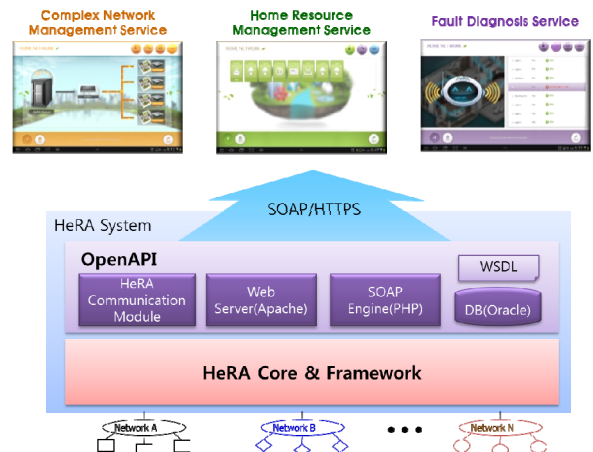 Complex Network
Management Service
Home Resource
Management Service
Fault Diagnosis Service
SOAP/HTTPS
HeRA System
OpenAPI
HeRA
Communication
Module
Web
Server(Apache)
SOAP
Engine(PHP)
WSDL
DB(Oracle)
HeRA Core & Framework
Network A
Network B
Network N